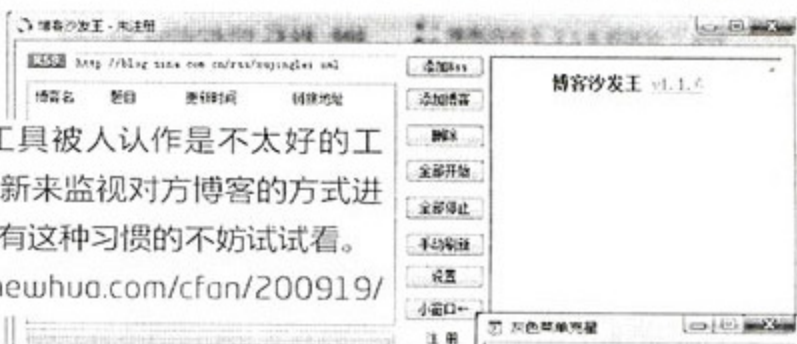 博客沙发王 - 未注册
RSS: http://blog.sina.com.cn/rss/xujinglei.xml
博客名 题目 更新时间 链接地址
工具被人认作是不太好的工
新来监视对方博客的方式进
有这种习惯的不妨试试看。
newhua.com/cfan/200919/
添加Rss
添加博客
删除
全部开始
全部停止
手动刷新
设置
小窗口←
注册
博客沙发王 v1.1.6
灰色菜单克星